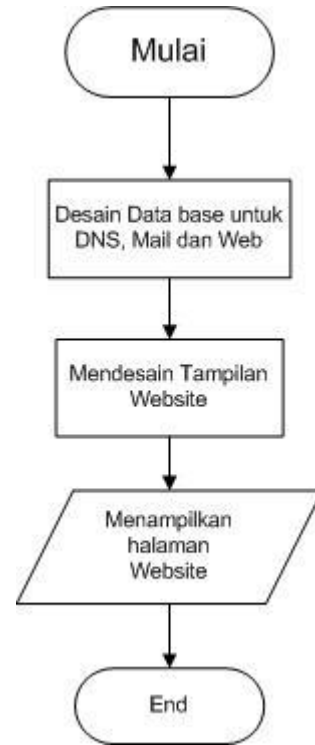 Mulai
Desain Data base untuk
DNS, Mail dan Web
Mendesain Tampilan
Website
Menampilkan
halaman
Website
End